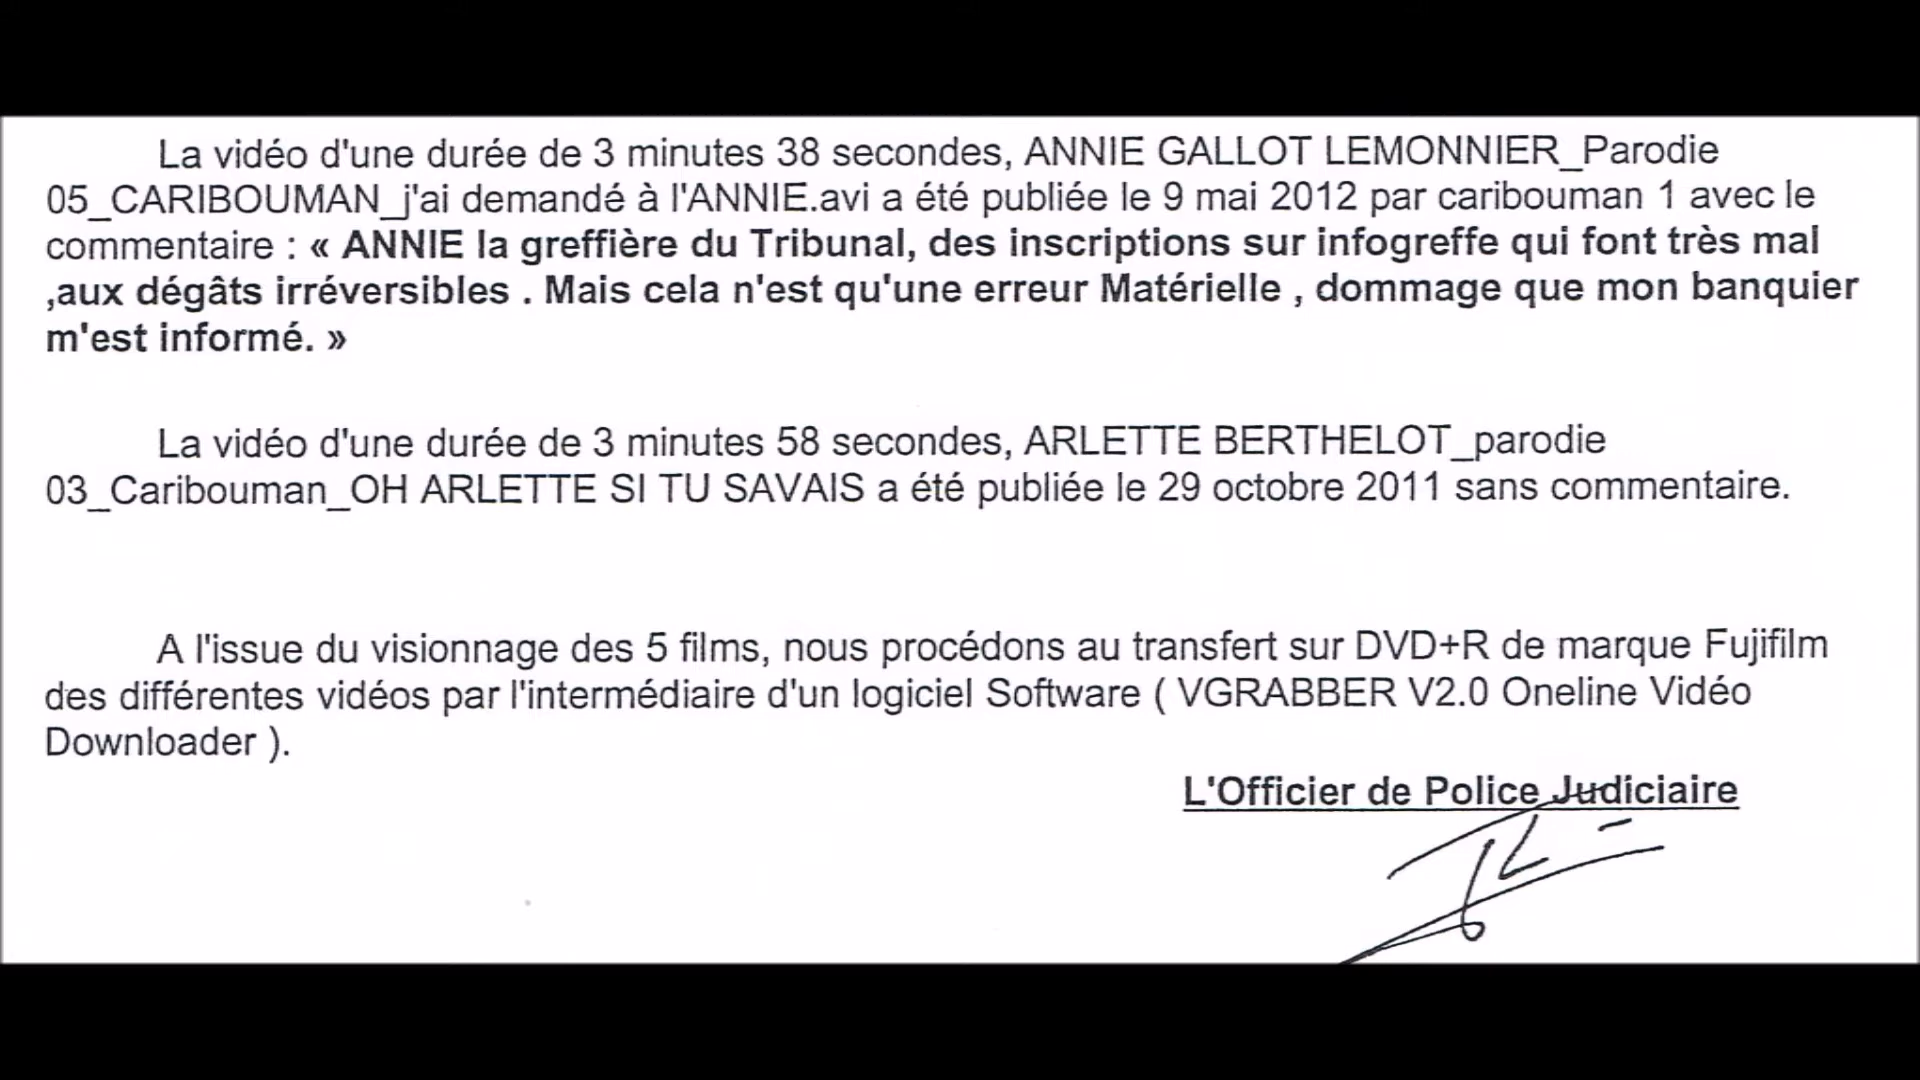 La vidéo d'une durée de 3 minutes 38 secondes, ANNIE GALLOT LEMONNIER_Parodie
05_CARIBOUMAN_j'ai demandé à l'ANNIE.avi a été publiée le 9 mai 2012 par caribouman 1 avec le
commentaire : « ANNIE la greffière du Tribunal, des inscriptions sur infogreffe qui font très mal
,aux dégâts irréversibles . Mais cela n'est qu'une erreur Matérielle , dommage que mon banquier
m'est informé. »
La vidéo d'une durée de 3 minutes 58 secondes, ARLETTE BERTHELOT_parodie
03_Caribouman_OH ARLETTE SI TU SAVAIS a été publiée le 29 octobre 2011 sans commentaire.
A l'issue du visionnage des 5 films, nous procédons au transfert sur DVD+R de marque Fujifilm
des différentes vidéos par l'intermédiaire d'un logiciel Software ( VGRABBER V2.0 Oneline Vidéo
Downloader ).
L'Officier de Police Judiciaire